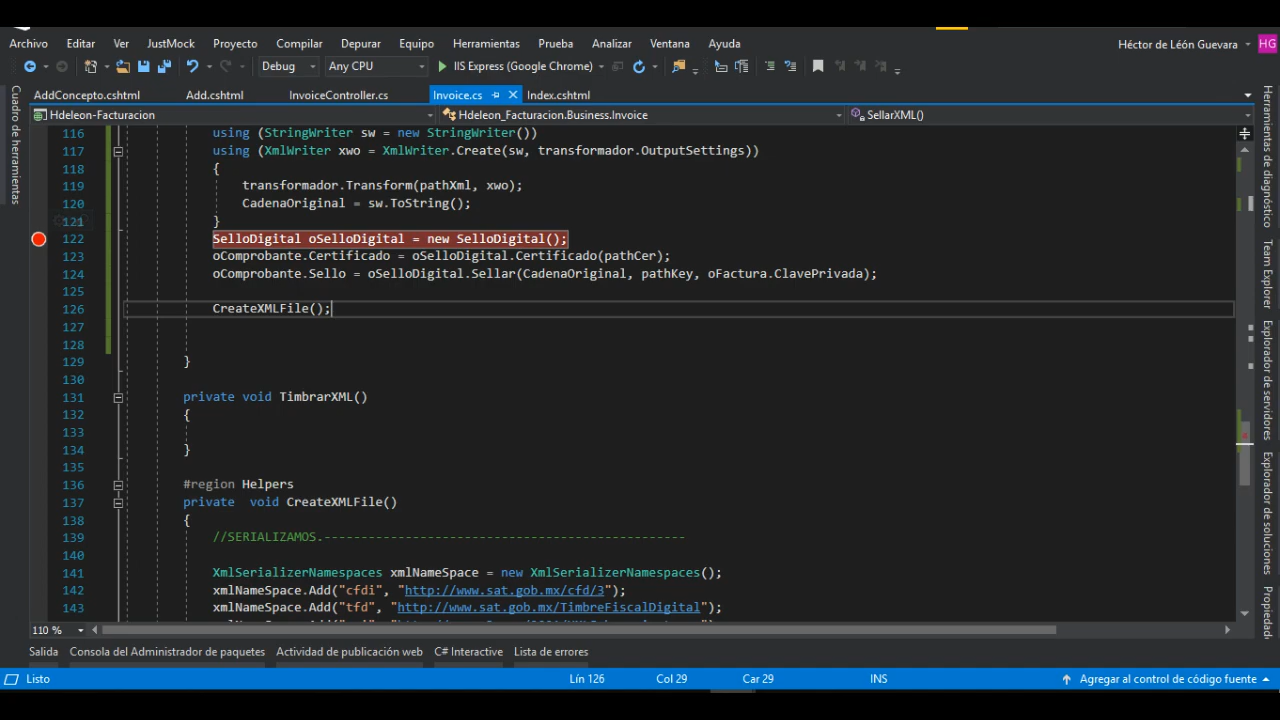 Archivo Editar Ver JustMock Proyecto Compilar Depurar Equipo Herramientas Prueba Analizar Ventana Ayuda Héctor de León Guevara HG
Debug Any CPU IIS Express (Google Chrome)
AddConcepto.cshtml Add.cshtml InvoiceController.cs Invoice.cs Index.cshtml
Hdeleon-Facturacion Hdeleon_Facturacion.Business.Invoice SellarXML()
Cuadro de herramientas
116 using (StringWriter sw = new StringWriter())
117 using (XmlWriter xwo = XmlWriter.Create(sw, transformador.OutputSettings))
118 {
119 transformador.Transform(pathXml, xwo);
120 CadenaOriginal = sw.ToString();
121 }
122 SelloDigital oSelloDigital = new SelloDigital();
123 oComprobante.Certificado = oSelloDigital.Certificado(pathCer);
124 oComprobante.Sello = oSelloDigital.Sellar(CadenaOriginal, pathKey, oFactura.ClavePrivada);
125
126 CreateXMLFile();
127
128
129 }
130
131 private void TimbrarXML()
132 {
133
134 }
135
136 #region Helpers
137 private void CreateXMLFile()
138 {
139 //SERIALIZAMOS.-------------------------------------------------
140
141 XmlSerializerNamespaces xmlNameSpace = new XmlSerializerNamespaces();
142 xmlNameSpace.Add("cfdi", "http://www.sat.gob.mx/cfd/3");
143 xmlNameSpace.Add("tfd", "http://www.sat.gob.mx/TimbreFiscalDigital");
Herramientas de diagnóstico
Team Explorer
Explorador de servidores
Explorador de soluciones
110 %
Salida Consola del Administrador de paquetes Actividad de publicación web C# Interactive Lista de errores
Listo Lín 126 Col 29 Car 29 INS Agregar al control de código fuente